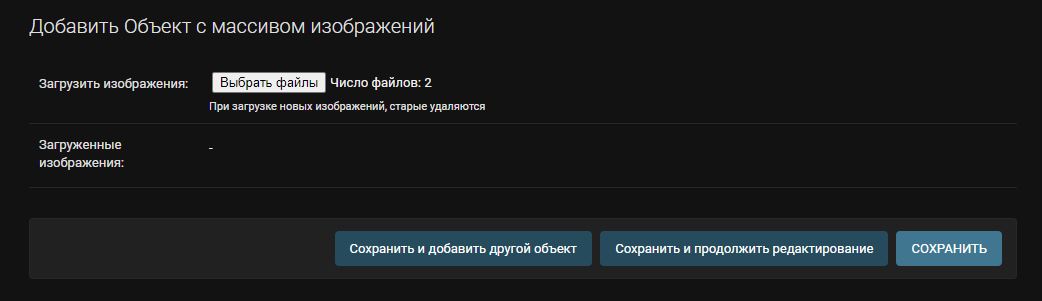 Добавить Объект с массивом изображений
Загрузить изображения: Выбрать файлы Число файлов: 2
При загрузке новых изображений, старые удаляются
Загруженные
изображения: -
Сохранить и добавить другой объект Сохранить и продолжить редактирование СОХРАНИТЬ